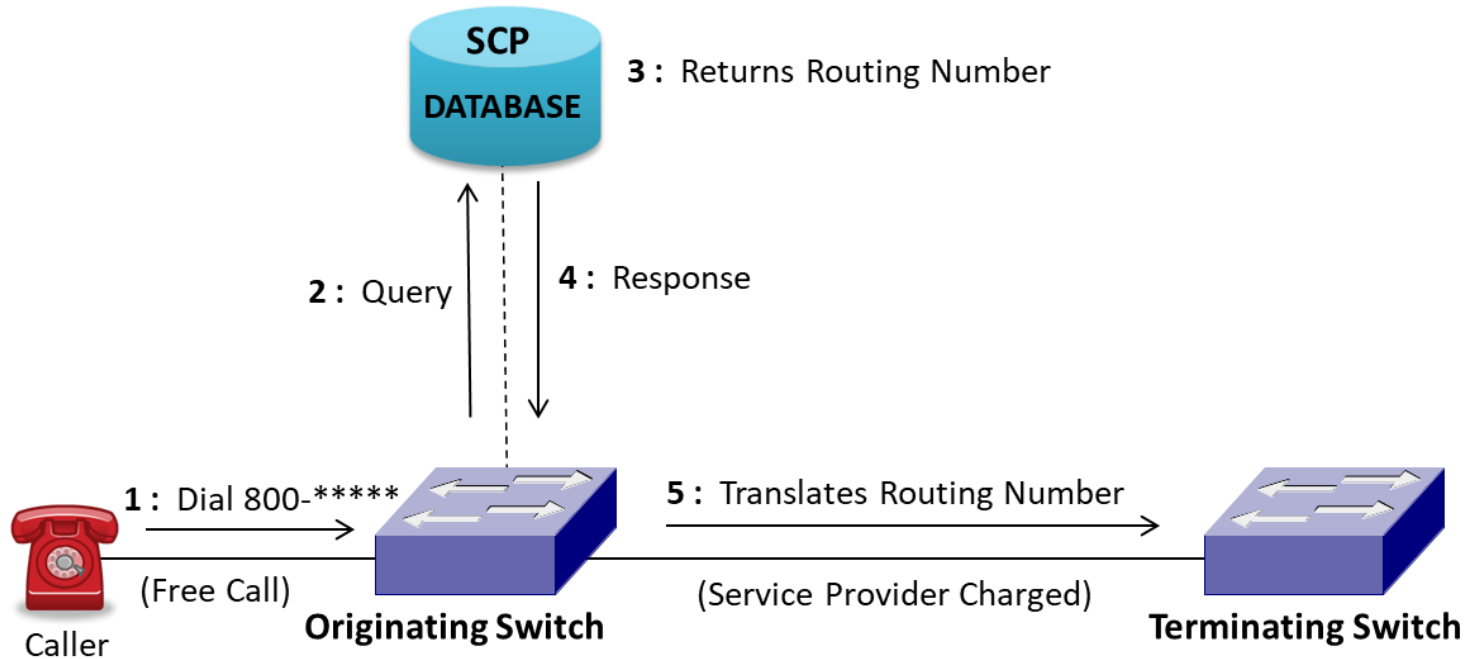 SCP
DATABASE
3 : Returns Routing Number
2 : Query
4 : Response
1 : Dial 800-*****
5 : Translates Routing Number
(Free Call)
(Service Provider Charged)
Caller
Originating Switch
Terminating Switch